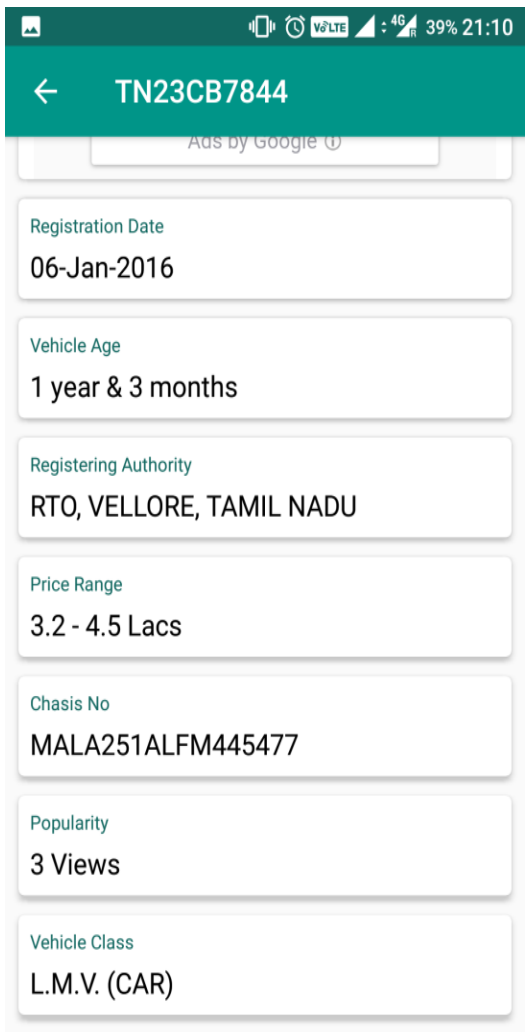 VoLTE 4G R 39% 21:10
TN23CB7844
Ads by Google
Registration Date
06-Jan-2016
Vehicle Age
1 year & 3 months
Registering Authority
RTO, VELLORE, TAMIL NADU
Price Range
3.2 - 4.5 Lacs
Chasis No
MALA251ALFM445477
Popularity
3 Views
Vehicle Class
L.M.V. (CAR)